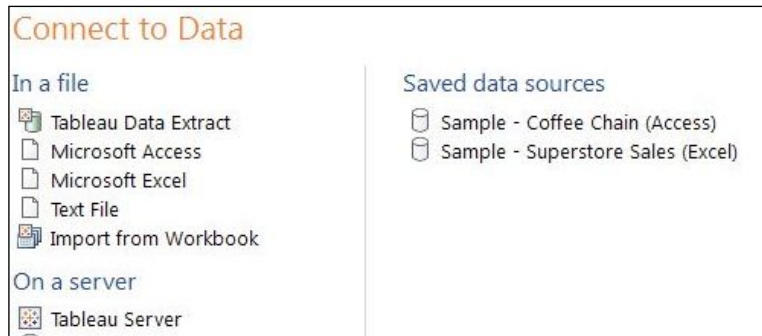 Connect to Data
In a file
Tableau Data Extract
Microsoft Access
Microsoft Excel
Text File
Import from Workbook
On a server
Tableau Server
Saved data sources
Sample - Coffee Chain (Access)
Sample - Superstore Sales (Excel)